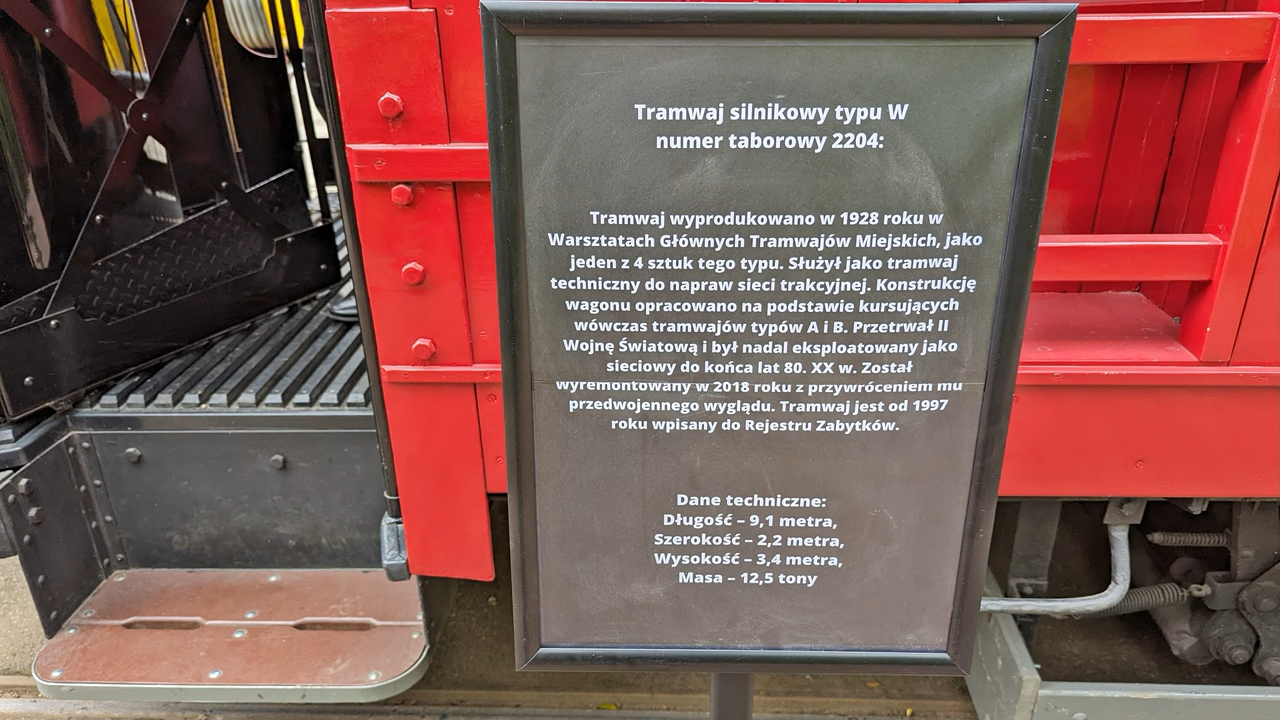 Tramwaj silnikowy typu W
numer taborowy 2204:
Tramwaj wyprodukowano w 1928 roku w
Warsztatach Głównych Tramwajów Miejskich, jako
jeden z 4 sztuk tego typu. Służył jako tramwaj
techniczny do napraw sieci trakcyjnej. Konstrukcję
wagonu opracowano na podstawie kursujących
wówczas tramwajów typów A i B. Przetrwał II
Wojnę Światową i był nadal eksploatowany jako
sieciowy do końca lat 80. XX w. Został
wyremontowany w 2018 roku z przywróceniem mu
przedwojennego wyglądu. Tramwaj jest od 1997
roku wpisany do Rejestru Zabytków.
Dane techniczne:
Długość – 9,1 metra,
Szerokość – 2,2 metra,
Wysokość – 3,4 metra,
Masa – 12,5 tony